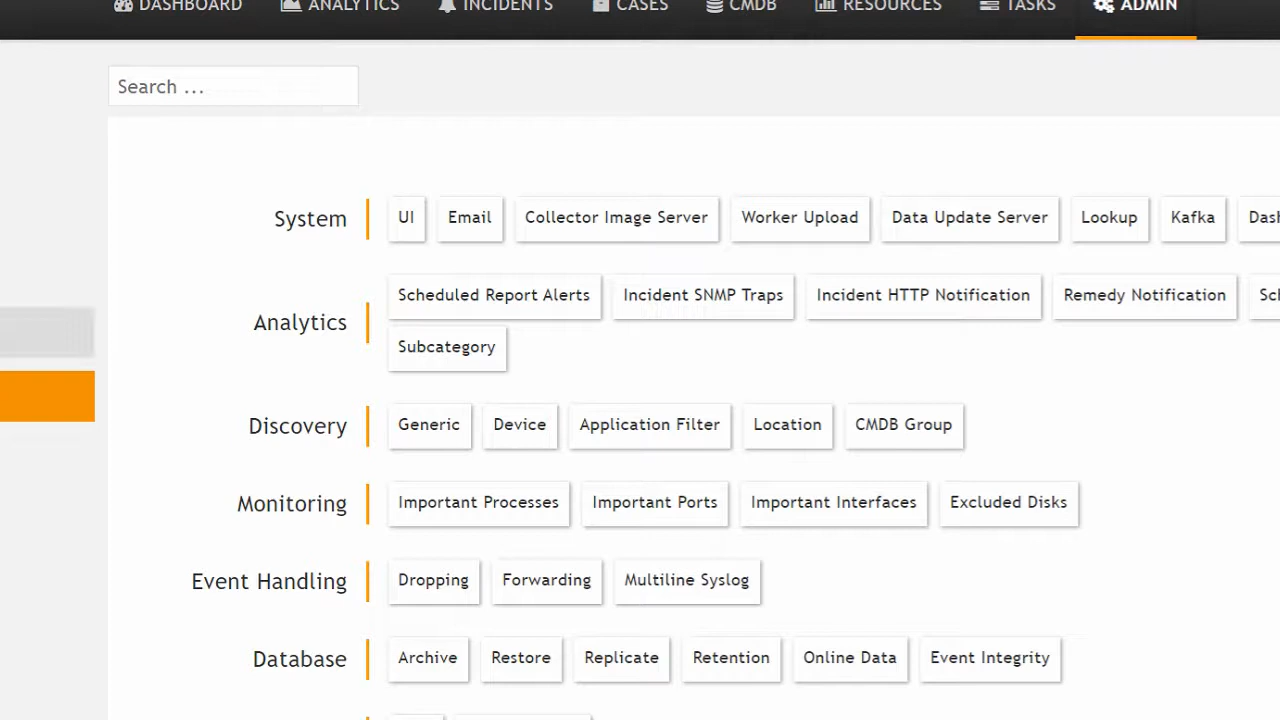 DASHBOARD ANALYTICS INCIDENTS CASES CMDB RESOURCES TASKS ADMIN
Search ...
System UI Email Collector Image Server Worker Upload Data Update Server Lookup Kafka
Scheduled Report Alerts Incident SNMP Traps Incident HTTP Notification Remedy Notification
Analytics
Subcategory
Discovery Generic Device Application Filter Location CMDB Group
Monitoring Important Processes Important Ports Important Interfaces Excluded Disks
Event Handling Dropping Forwarding Multiline Syslog
Database Archive Restore Replicate Retention Online Data Event Integrity